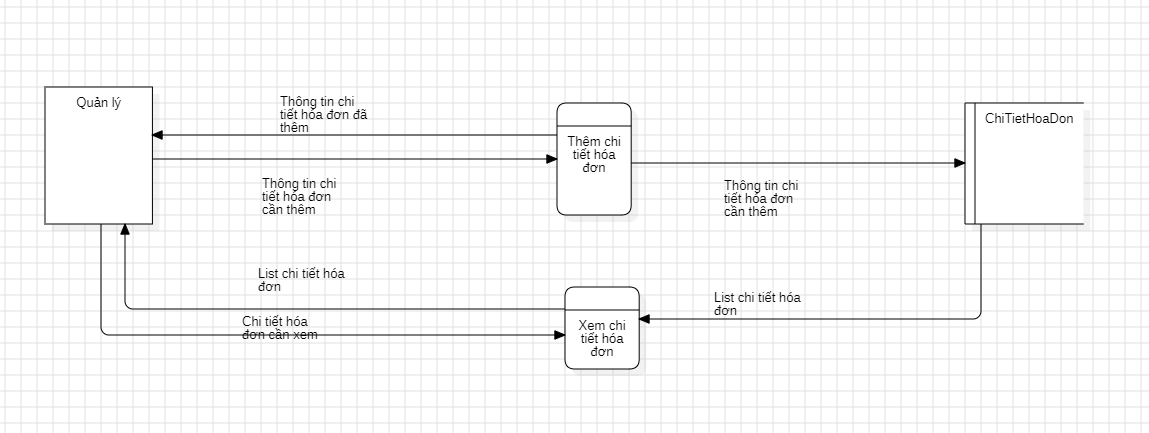 Quản lý
Thông tin chi
tiết hóa đơn đã
thêm
Thêm chi
tiết hóa
đơn
ChiTietHoaDon
Thông tin chi
tiết hóa đơn
cần thêm
Thông tin chi
tiết hóa đơn
cần thêm
List chi tiết hóa
đơn
Chi tiết hóa
đơn cần xem
Xem chi
tiết hóa
đơn
List chi tiết hóa
đơn